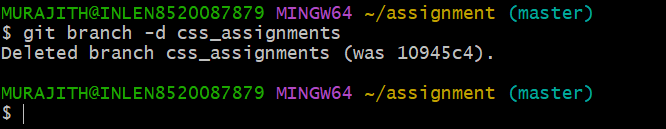 MURAJITH@INLEN8520087879 MINGW64 ~/assignment (master)
$ git branch -d css_assignments
Deleted branch css_assignments (was 10945c4).
MURAJITH@INLEN8520087879 MINGW64 ~/assignment (master)
$